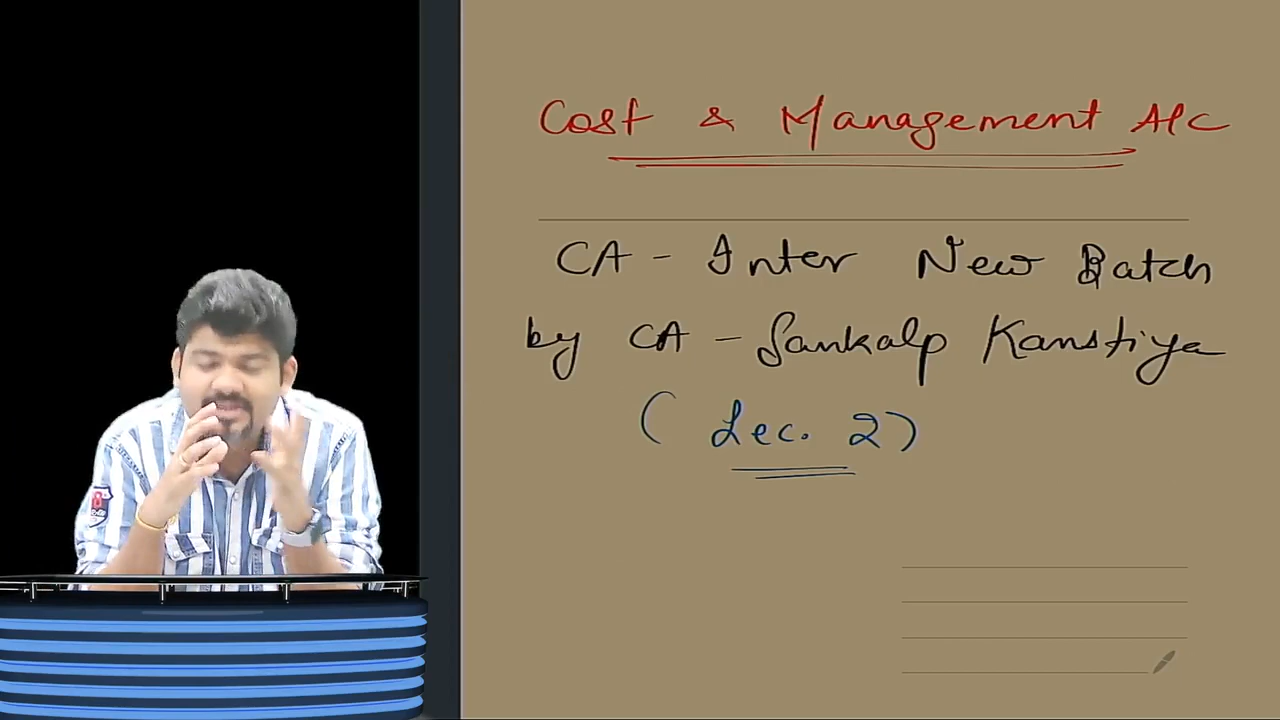 Cost & Management A/c
CA - Inter New Batch
by CA - Sankalp Kanstiya
(Lec. 2)